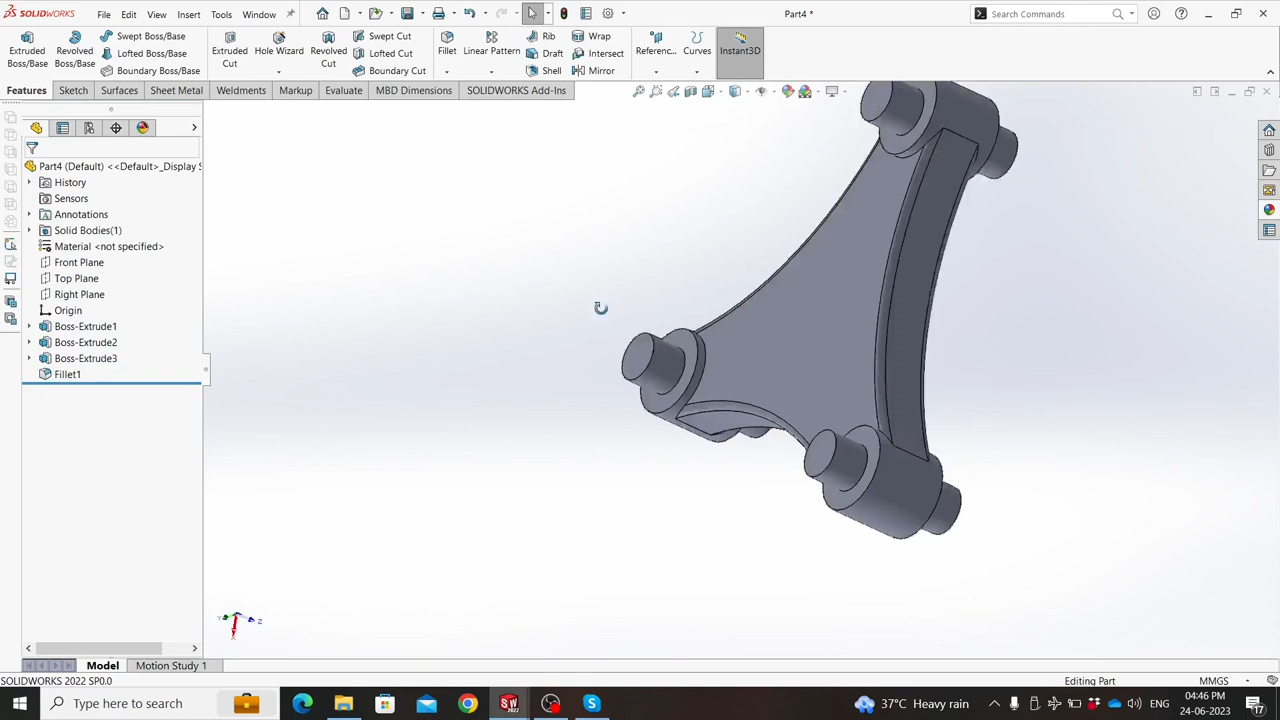 SOLIDWORKS File Edit View Insert Tools Window Part4 * Search Commands
Extruded Boss/Base Revolved Boss/Base Swept Boss/Base Lofted Boss/Base Boundary Boss/Base Extruded Cut Hole Wizard Revolved Cut Swept Cut Lofted Cut Boundary Cut Fillet Linear Pattern Rib Draft Shell Wrap Intersect Mirror Referenc... Curves Instant3D
Features Sketch Surfaces Sheet Metal Weldments Markup Evaluate MBD Dimensions SOLIDWORKS Add-Ins
Part4 (Default) <<Default>_Display S
History
Sensors
Annotations
Solid Bodies(1)
Material <not specified>
Front Plane
Top Plane
Right Plane
Origin
Boss-Extrude1
Boss-Extrude2
Boss-Extrude3
Fillet1
Y Z
X
Model Motion Study 1
SOLIDWORKS 2022 SP0.0 Editing Part MMGS
Type here to search 37°C Heavy rain ENG 04:46 PM
24-06-2023 17